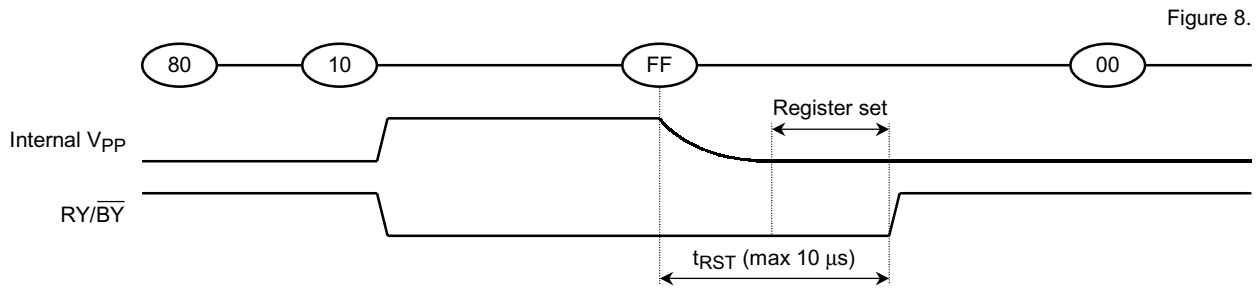 Figure 8.
80 10 FF 00
Register set
Internal VPP
RY/BY
tRST (max 10 µs)